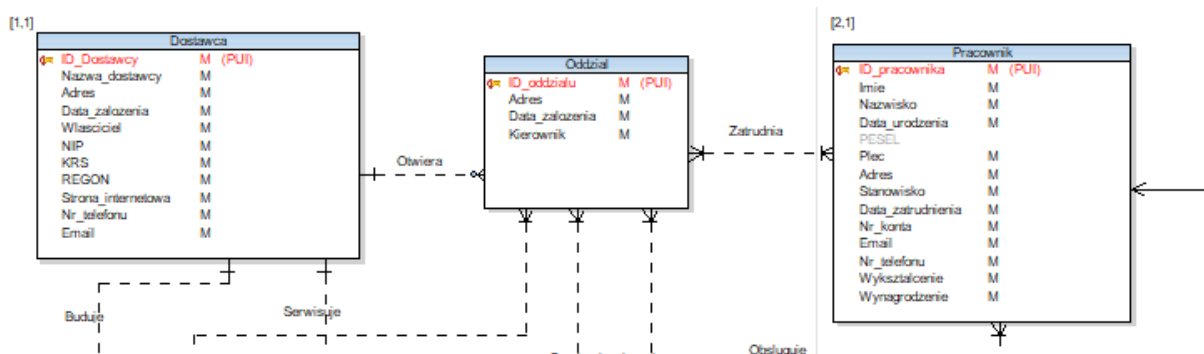 [1,1]
[2,1]
Dostawca
ID_Dostawcy M (PUI)
Nazwa_dostawcy M
Adres M
Data_zalozenia M
Wlasciciel M
NIP M
KRS M
REGON M
Strona_internetowa M
Nr_telefonu M
Email M
Otwiera
Oddzial
ID_oddzialu M (PUI)
Adres M
Data_zalozenia M
Kierownik M
Zatrudnia
Pracownik
ID_pracownika M (PUI)
Imie M
Nazwisko M
Data_urodzenia M
PESEL
Plec M
Adres M
Stanowisko M
Data_zatrudnienia M
Nr_konta M
Email M
Nr_telefonu M
Wyksztalcenie M
Wynagrodzenie M
Buduje
Serwisuje
Obsluguje